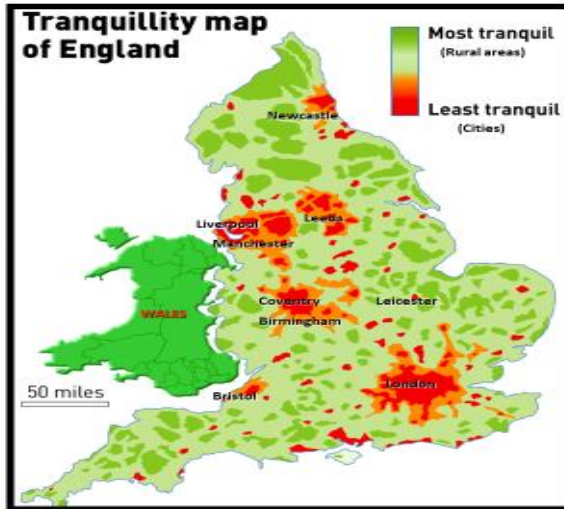 Tranquillity map
of England
Most tranquil
(Rural areas)
Least tranquil
(Cities)
Newcastle
Liverpool
Leeds
Manchester
Coventry
Leicester
Birmingham
WALES
London
Bristol
50 miles